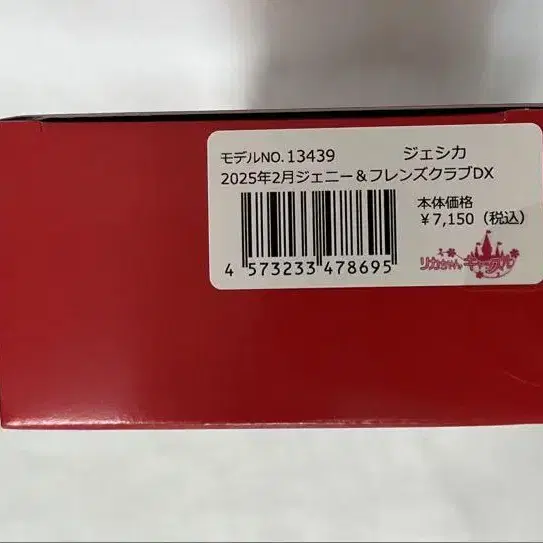 モデルNO.13439 ジェシカ
2025年2月ジェニー＆フレンズクラブDX
本体価格
￥7,150（税込）
4 573233 478695
リカちゃん キャッスル